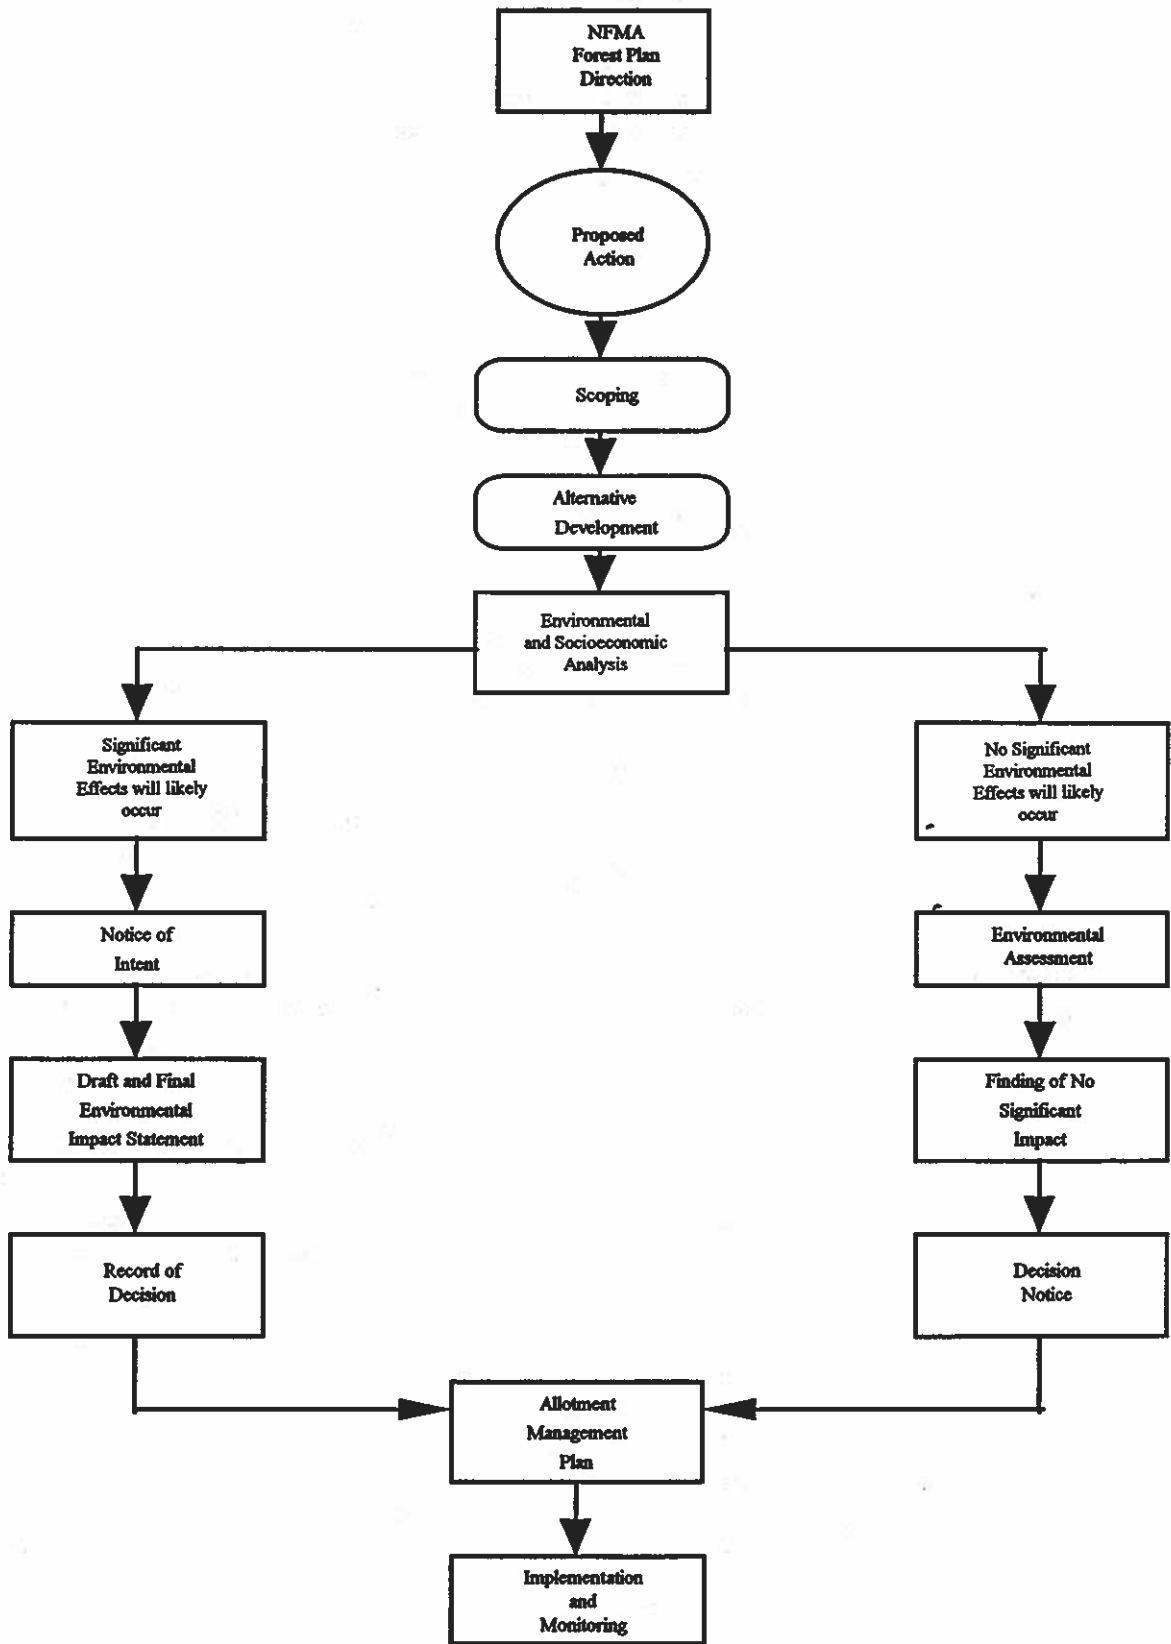 NFMA
Forest Plan
Direction
Proposed
Action
Scoping
Alternative
Development
Environmental
and Socioeconomic
Analysis
Significant
Environmental
Effects will likely
occur
No Significant
Environmental
Effects will likely
occur
Notice of
Intent
Environmental
Assessment
Draft and Final
Environmental
Impact Statement
Finding of No
Significant
Impact
Record of
Decision
Decision
Notice
Allotment
Management
Plan
Implementation
and
Monitoring